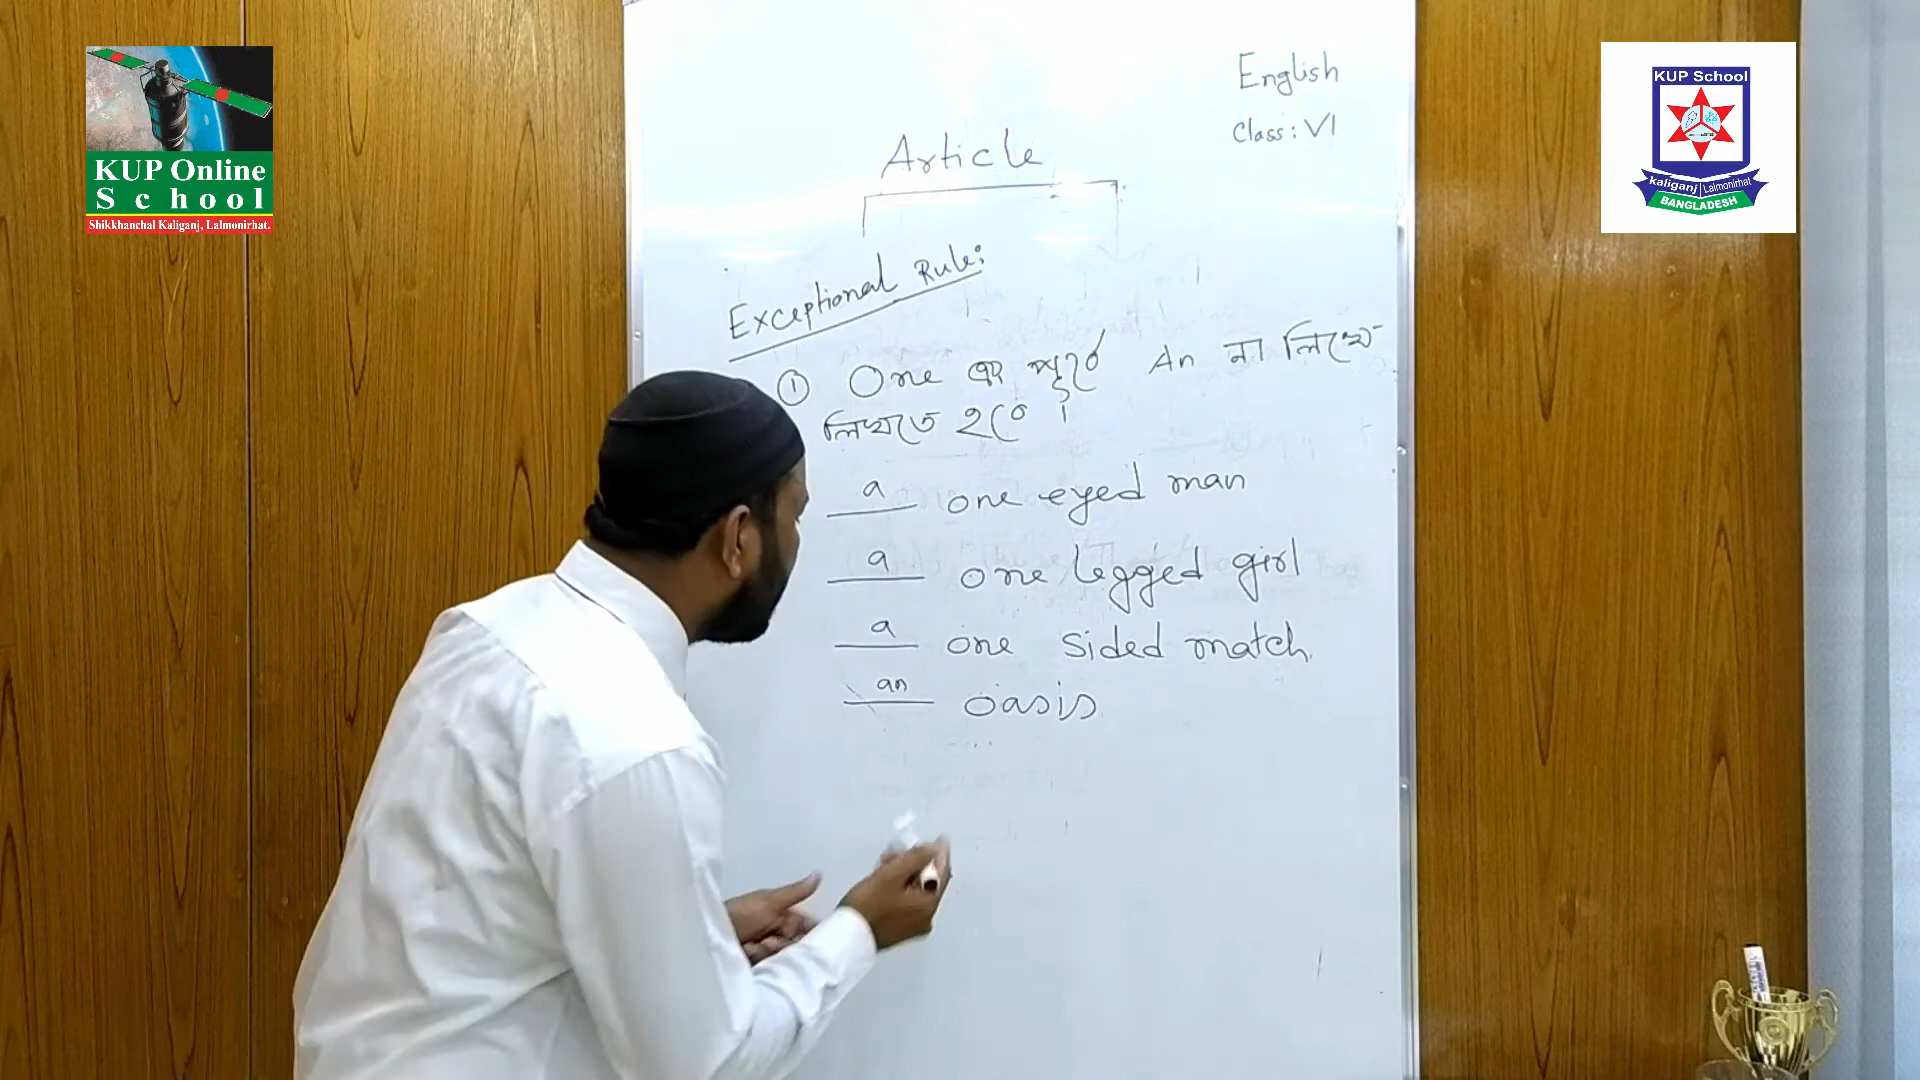 KUP Online
School
Shikkhanchal Kaliganj, Lalmonirhat.
KUP School
Kaliganj | Lalmonirhat
BANGLADESH
English
Class: VI
Article
Exceptional Rule:
① One এর পূর্বে An না লিখে
লিখতে হবে।
a one eyed man
a one legged girl
a one sided match.
an oasis